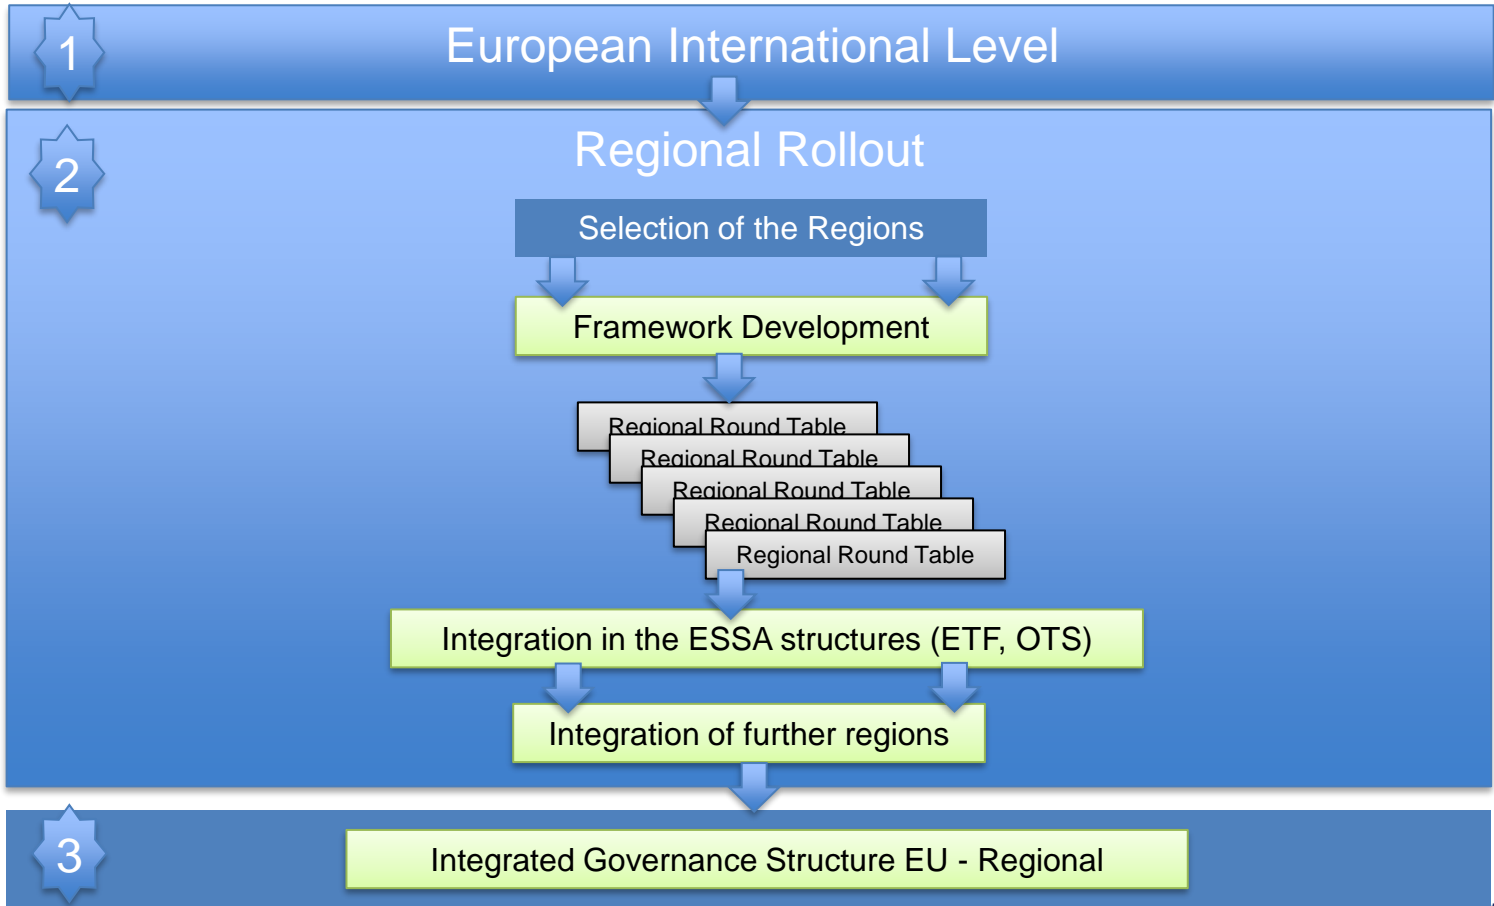 1
European International Level
2
Regional Rollout
Selection of the Regions
Framework Development
Regional Round Table
Regional Round Table
Regional Round Table
Regional Round Table
Regional Round Table
Integration in the ESSA structures (ETF, OTS)
Integration of further regions
3
Integrated Governance Structure EU - Regional